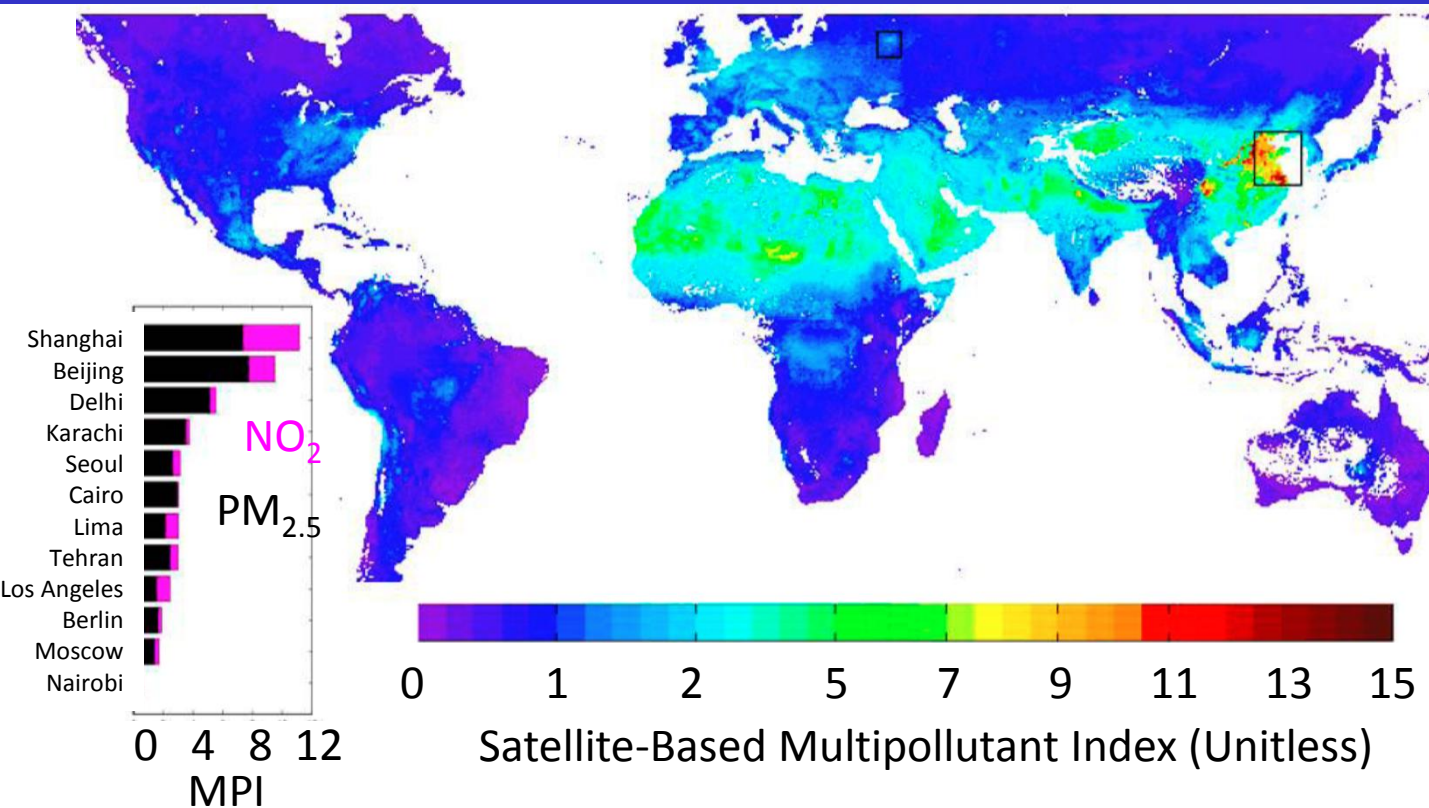 Shanghai
Beijing
Delhi
Karachi
Seoul
Cairo
Lima
Tehran
Los Angeles
Berlin
Moscow
Nairobi
NO₂
PM₂.₅
0 4 8 12
MPI
0 1 2 5 7 9 11 13 15
Satellite-Based Multipollutant Index (Unitless)